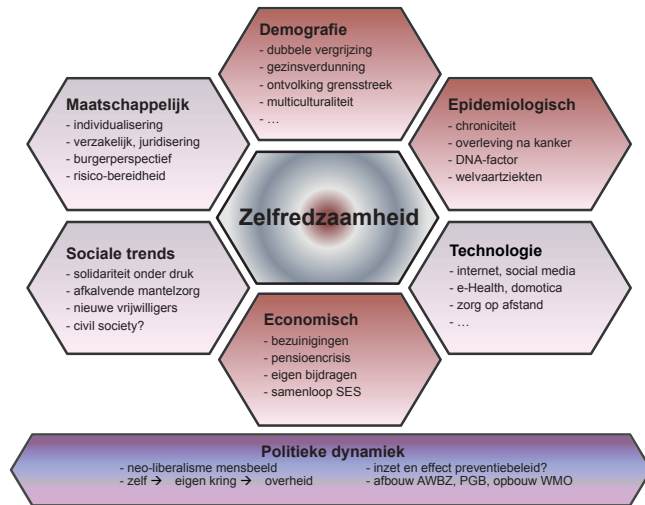 Demografie
- dubbele vergrijzing
- gezinsverdunning
- ontvolking grensstreek
- multiculturaliteit
- …
Maatschappelijk
- individualisering
- verzakelijk, juridisering
- burgerperspectief
- risico-bereidheid
Epidemiologisch
- chroniciteit
- overleving na kanker
- DNA-factor
- welvaartziekten
Zelfredzaamheid
Sociale trends
- solidariteit onder druk
- afkalvende mantelzorg
- nieuwe vrijwilligers
- civil society?
Technologie
- internet, social media
- e-Health, domotica
- zorg op afstand
- …
Economisch
- bezuinigingen
- pensioencrisis
- eigen bijdragen
- samenloop SES
Politieke dynamiek
- neo-liberalisme mensbeeld
- zelf → eigen kring → overheid
- inzet en effect preventiebeleid?
- afbouw AWBZ, PGB, opbouw WMO